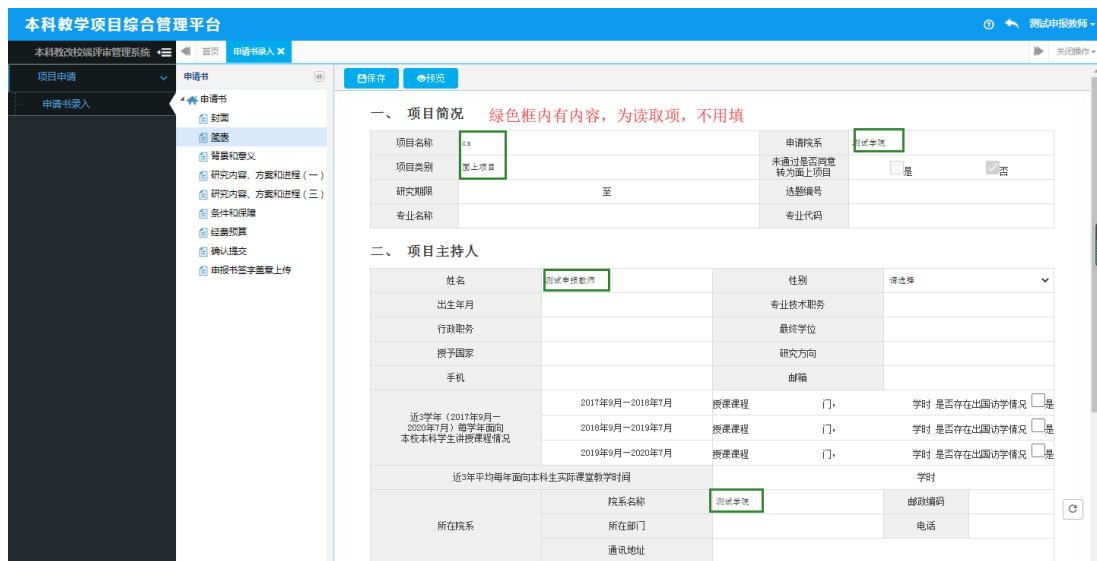 本科教学项目综合管理平台
测试申报教师
本科教改校端评审管理系统
首页
申请书录入
关闭操作
项目申请
申请书录入
申请书
申请书
封面
简表
背景和意义
研究内容、方案和进程(一)
研究内容、方案和进程(三)
条件和保障
经费预算
确认提交
申报书签字盖章上传
保存 预览
一、 项目简况 绿色框内有内容，为读取项，不用填
项目名称 cs 申请院系 测试学院
项目类别 面上项目 未通过是否同意转为面上项目 是 否
研究期限 至 选题编号
专业名称 专业代码
二、 项目主持人
姓名 测试申报教师 性别 请选择
出生年月 专业技术职务
行政职务 最终学位
授予国家 研究方向
手机 邮箱
近3学年（2017年9月—
2020年7月）每学年面向
本校本科学生讲授课程情况
2017年9月—2018年7月 授课课程 门， 学时 是否存在出国访学情况 是
2018年9月—2019年7月 授课课程 门， 学时 是否存在出国访学情况 是
2019年9月—2020年7月 授课课程 门， 学时 是否存在出国访学情况 是
近3年平均每年面向本科生实际课堂教学时间 学时
所在院系
院系名称 测试学院 邮政编码
所在部门 电话
通讯地址